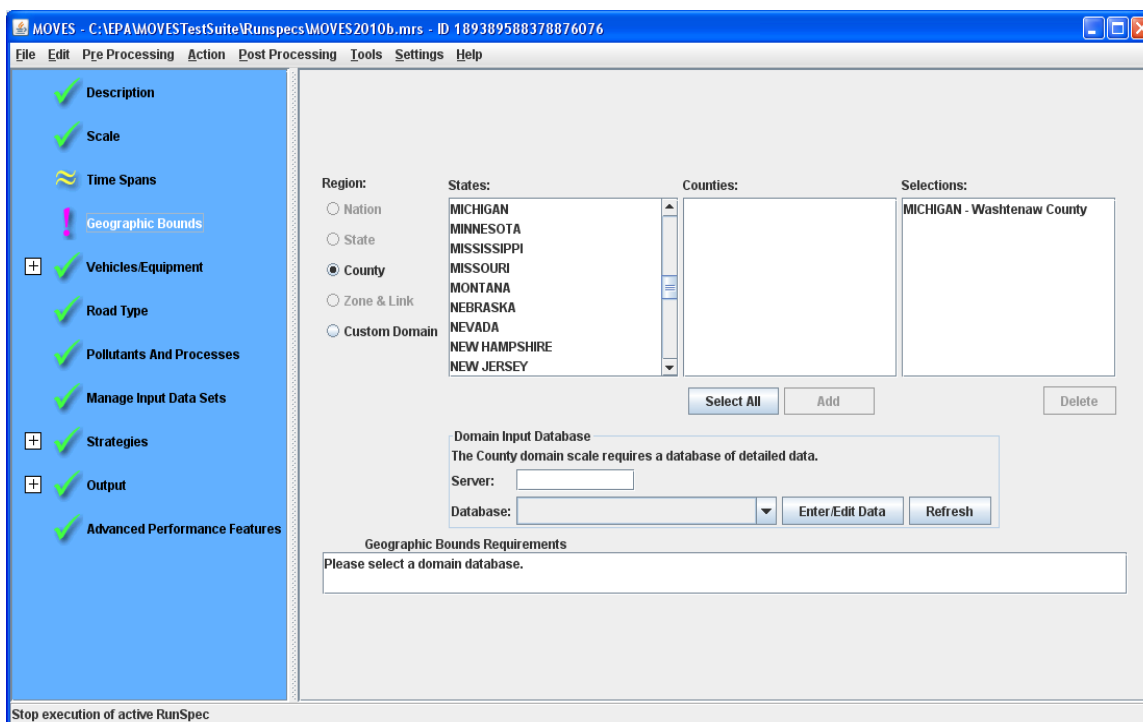 MOVES - C:\EPA\MOVESTestSuite\Runspecs\MOVES2010b.mrs - ID 189389588378876076
File Edit Pre Processing Action Post Processing Tools Settings Help
Description
Scale
Time Spans
Geographic Bounds
Vehicles/Equipment
Road Type
Pollutants And Processes
Manage Input Data Sets
Strategies
Output
Advanced Performance Features
Region:
Nation
State
County
Zone & Link
Custom Domain
States:
MICHIGAN
MINNESOTA
MISSISSIPPI
MISSOURI
MONTANA
NEBRASKA
NEVADA
NEW HAMPSHIRE
NEW JERSEY
Counties:
Selections:
MICHIGAN - Washtenaw County
Select All
Add
Delete
Domain Input Database
The County domain scale requires a database of detailed data.
Server:
Database:
Enter/Edit Data
Refresh
Geographic Bounds Requirements
Please select a domain database.
Stop execution of active RunSpec